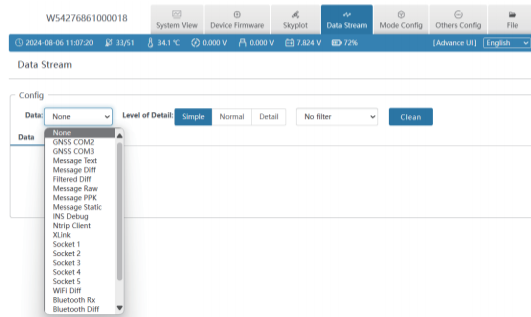 W54276861000018
System View
Device Firmware
Skyplot
Data Stream
Mode Config
Others Config
File
2024-08-06 11:07:20 33/51 34.1 ℃ 0.000 V 0.000 V 7.824 V 72% [Advance UI] English
Data Stream
Config
Data: None Level of Detail: Simple Normal Detail No filter Clean
Data
None
GNSS COM2
GNSS COM3
Message Text
Message Diff
Filtered Diff
Message Raw
Message PPK
Message Static
INS Debug
Ntrip Client
XLink
Socket 1
Socket 2
Socket 3
Socket 4
Socket 5
WiFi Diff
Bluetooth Rx
Bluetooth Diff